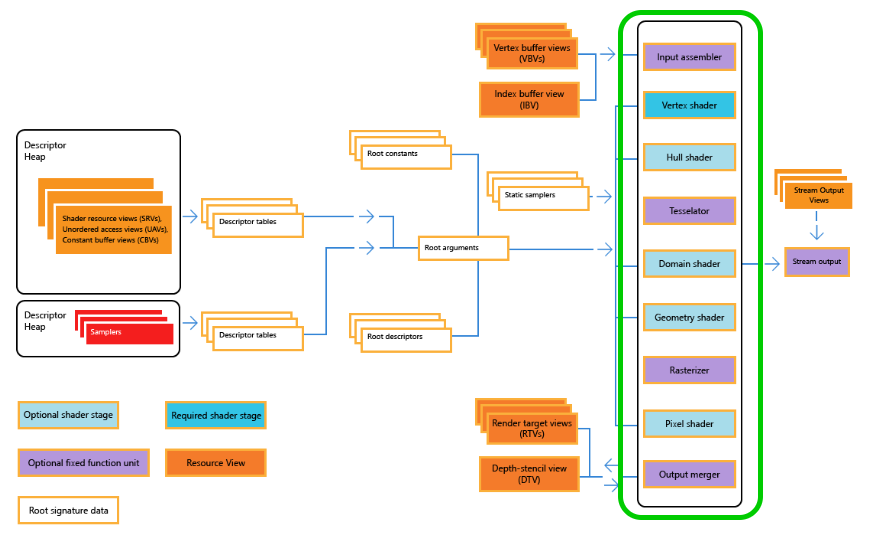 Vertex buffer views
(VBVs)
Index buffer view
(IBV)
Input assembler
Vertex shader
Hull shader
Tesselator
Domain shader
Geometry shader
Rasterizer
Pixel shader
Output merger
Descriptor
Heap
Shader resource views (SRVs),
Unordered access views (UAVs),
Constant buffer views (CBVs)
Descriptor tables
Root constants
Static samplers
Root arguments
Stream Output
Views
Stream output
Descriptor
Heap
Samplers
Descriptor tables
Root descriptors
Render target views
(RTVs)
Depth-stencil view
(DTV)
Optional shader stage
Required shader stage
Optional fixed function unit
Resource View
Root signature data